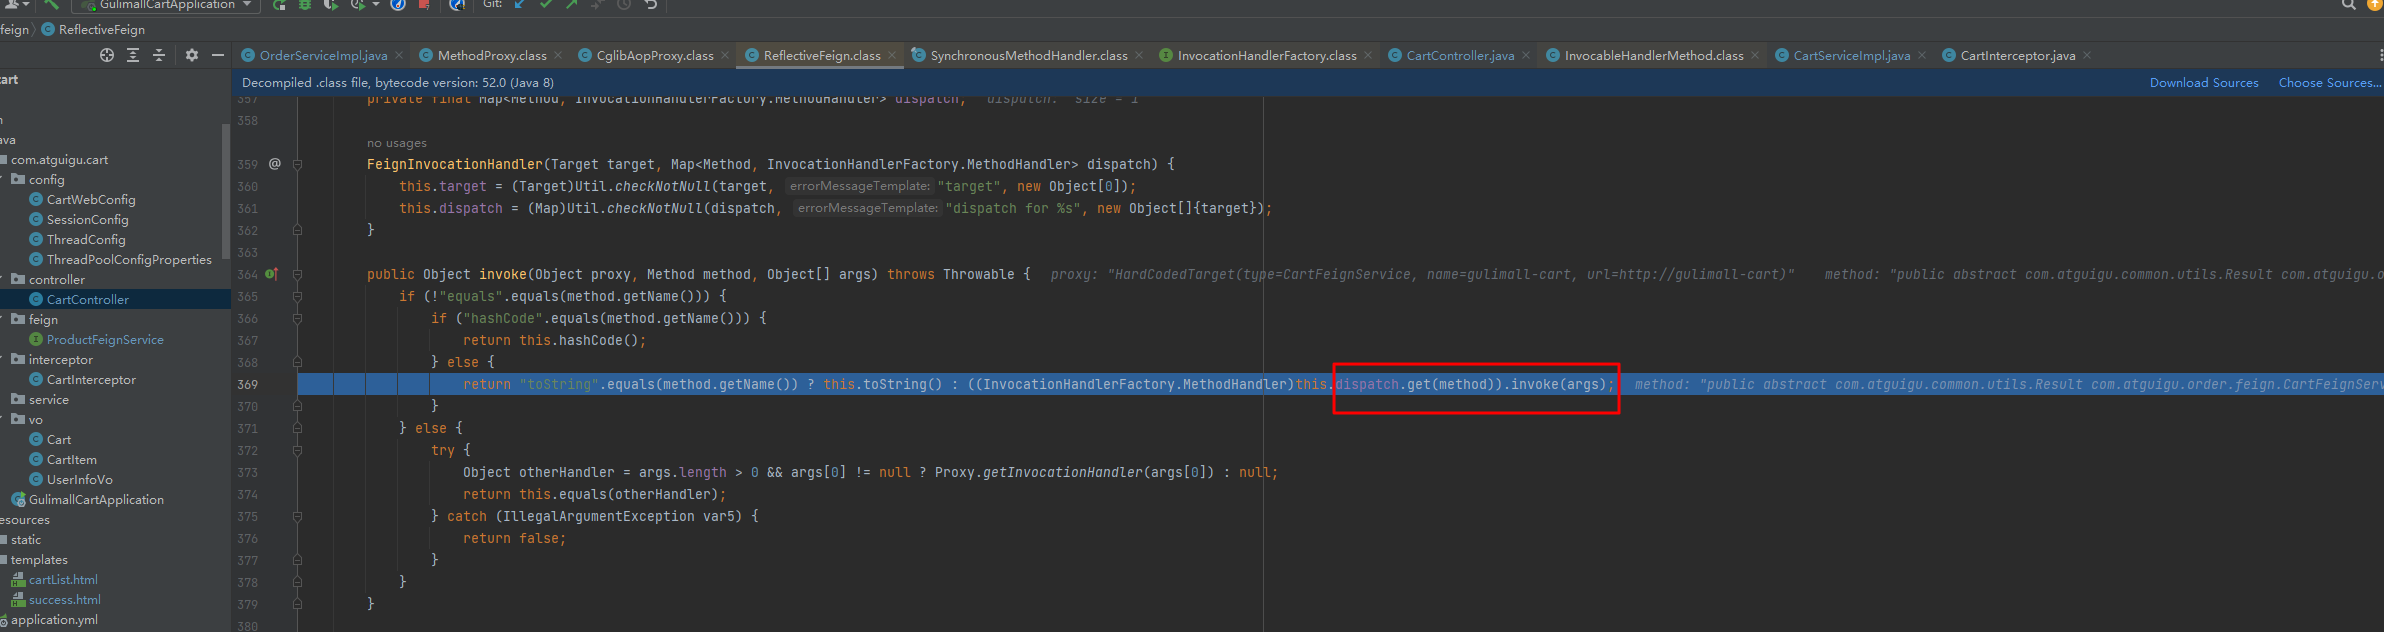 GulimallCartApplication
Git:
feign
ReflectiveFeign
OrderServiceImpl.java
MethodProxy.class
CglibAopProxy.class
ReflectiveFeign.class
SynchronousMethodHandler.class
InvocationHandlerFactory.class
CartController.java
InvocableHandlerMethod.class
CartServiceImpl.java
CartInterceptor.java
Decompiled .class file, bytecode version: 52.0 (Java 8)
Download Sources
Choose Sources...
art
ava
com.atguigu.cart
config
CartWebConfig
SessionConfig
ThreadConfig
ThreadPoolConfigProperties
controller
CartController
feign
ProductFeignService
interceptor
CartInterceptor
service
vo
Cart
CartItem
UserInfoVo
GulimallCartApplication
esources
static
templates
cartList.html
success.html
application.yml
357 private final Map<Method, InvocationHandlerFactory.MethodHandler> dispatch; dispatch: size = 1
358
no usages
359 @ FeignInvocationHandler(Target target, Map<Method, InvocationHandlerFactory.MethodHandler> dispatch) {
360 this.target = (Target)Util.checkNotNull(target, errorMessageTemplate: "target", new Object[0]);
361 this.dispatch = (Map)Util.checkNotNull(dispatch, errorMessageTemplate: "dispatch for %s", new Object[]{target});
362 }
363
364 public Object invoke(Object proxy, Method method, Object[] args) throws Throwable { proxy: "HardCodedTarget(type=CartFeignService, name=gulimall-cart, url=http://gulimall-cart)" method: "public abstract com.atguigu.common.utils.Result com.atguigu.o
365 if (!"equals".equals(method.getName())) {
366 if ("hashCode".equals(method.getName())) {
367 return this.hashCode();
368 } else {
369 return "toString".equals(method.getName()) ? this.toString() : ((InvocationHandlerFactory.MethodHandler)this.dispatch.get(method)).invoke(args); method: "public abstract com.atguigu.common.utils.Result com.atguigu.order.feign.CartFeignServ
370 }
371 } else {
372 try {
373 Object otherHandler = args.length > 0 && args[0] != null ? Proxy.getInvocationHandler(args[0]) : null;
374 return this.equals(otherHandler);
375 } catch (IllegalArgumentException var5) {
376 return false;
377 }
378 }
379 }
380